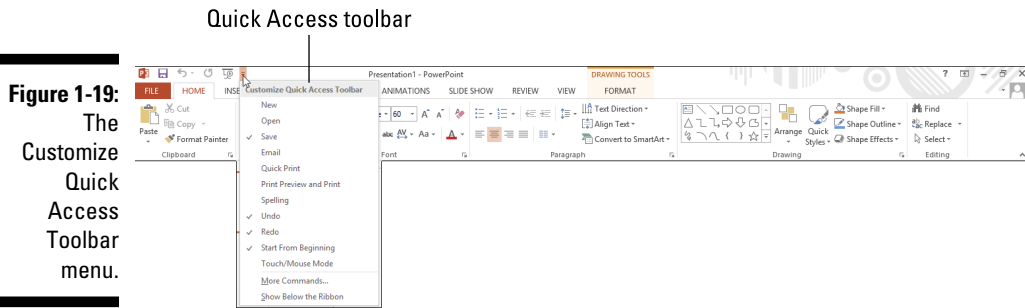 Quick Access toolbar
Figure 1-19:
The
Customize
Quick
Access
Toolbar
menu.
Presentation1 - PowerPoint
DRAWING TOOLS
FILE HOME INSE ANIMATIONS SLIDE SHOW REVIEW VIEW FORMAT
Customize Quick Access Toolbar
New
Open
Save
Email
Quick Print
Print Preview and Print
Spelling
Undo
Redo
Start From Beginning
Touch/Mouse Mode
More Commands...
Show Below the Ribbon
Paste
Cut
Copy
Format Painter
Clipboard
60
abc AV Aa A
Font
Text Direction
Align Text
Convert to SmartArt
Paragraph
Arrange
Quick
Styles
Shape Fill
Shape Outline
Shape Effects
Drawing
Find
Replace
Select
Editing